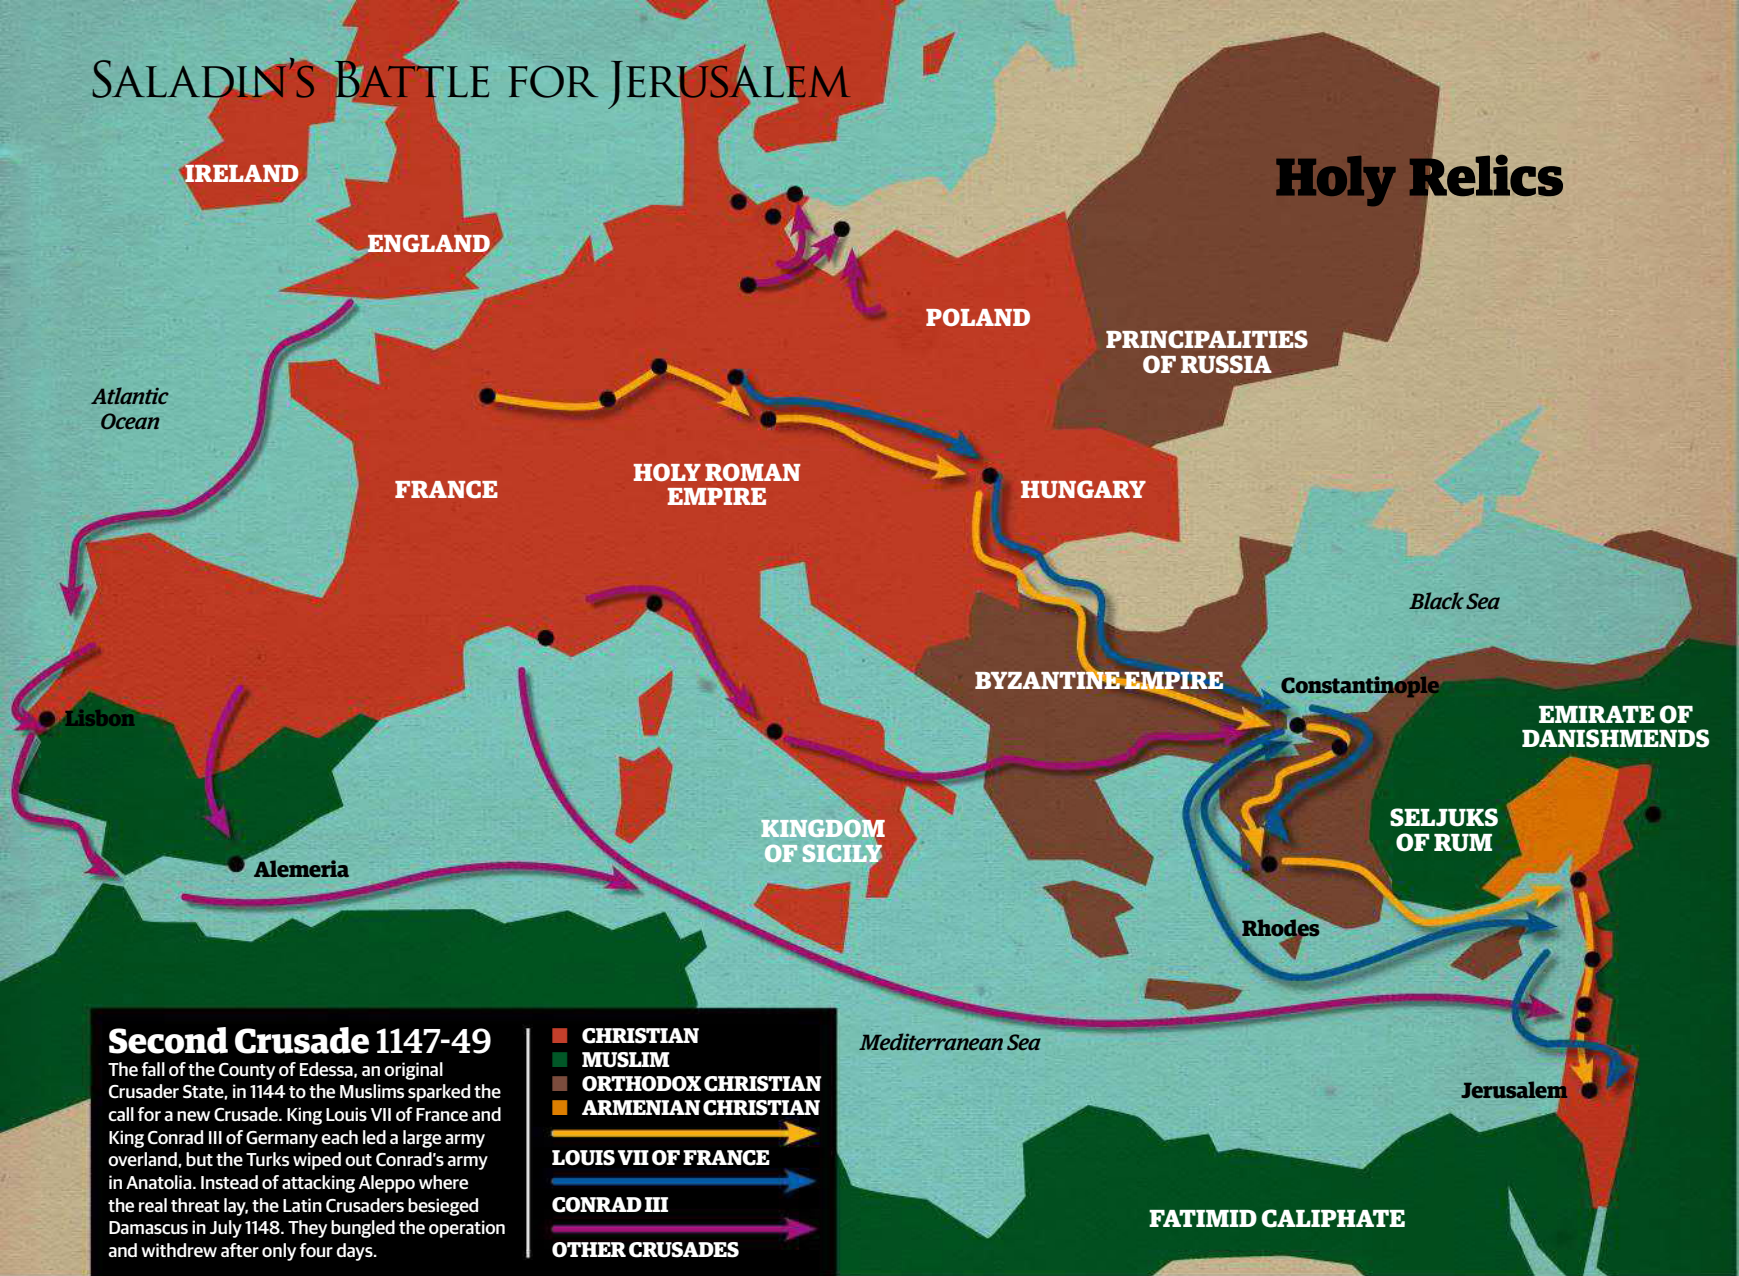 SALADIN'S BATTLE FOR JERUSALEM
Holy Relics
IRELAND
ENGLAND
POLAND
PRINCIPALITIES
OF RUSSIA
Atlantic
Ocean
FRANCE
HOLY ROMAN
EMPIRE
HUNGARY
Black Sea
BYZANTINE EMPIRE
Constantinople
Lisbon
EMIRATE OF
DANISHMENDS
KINGDOM
OF SICILY
SELJUKS
OF RUM
Alemeria
Rhodes
Mediterranean Sea
Jerusalem
FATIMID CALIPHATE
Second Crusade 1147-49
The fall of the County of Edessa, an original
Crusader State, in 1144 to the Muslims sparked the
call for a new Crusade. King Louis VII of France and
King Conrad III of Germany each led a large army
overland, but the Turks wiped out Conrad's army
in Anatolia. Instead of attacking Aleppo where
the real threat lay, the Latin Crusaders besieged
Damascus in July 1148. They bungled the operation
and withdrew after only four days.
CHRISTIAN
MUSLIM
ORTHODOX CHRISTIAN
ARMENIAN CHRISTIAN
LOUIS VII OF FRANCE
CONRAD III
OTHER CRUSADES